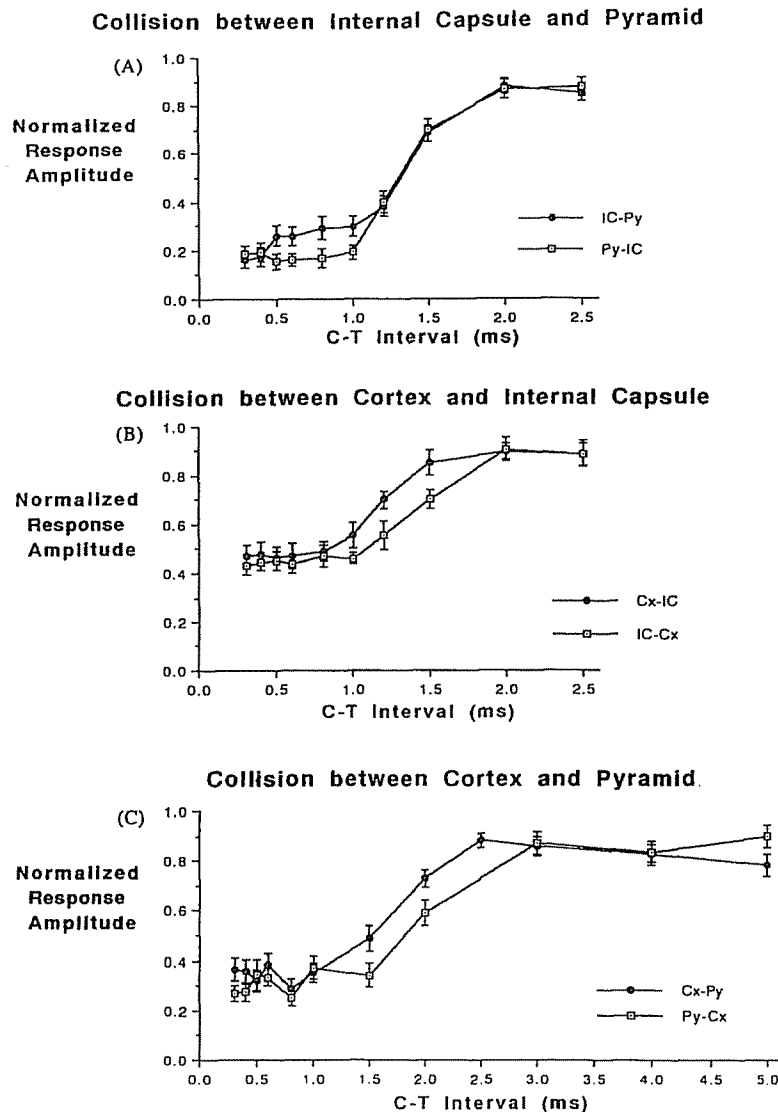 Collision between Internal Capsule and Pyramid
(A)
Normalized
Response
Amplitude
1.0
0.8
0.6
0.4
0.2
0.0
IC-Py
Py-IC
0.0 0.5 1.0 1.5 2.0 2.5
C-T Interval (ms)
Collision between Cortex and Internal Capsule
(B)
Normalized
Response
Amplitude
1.0
0.8
0.6
0.4
0.2
0.0
Cx-IC
IC-Cx
0.0 0.5 1.0 1.5 2.0 2.5
C-T Interval (ms)
Collision between Cortex and Pyramid
(C)
Normalized
Response
Amplitude
1.0
0.8
0.6
0.4
0.2
0.0
Cx-Py
Py-Cx
0.0 0.5 1.0 1.5 2.0 2.5 3.0 3.5 4.0 4.5 5.0
C-T Interval (ms)